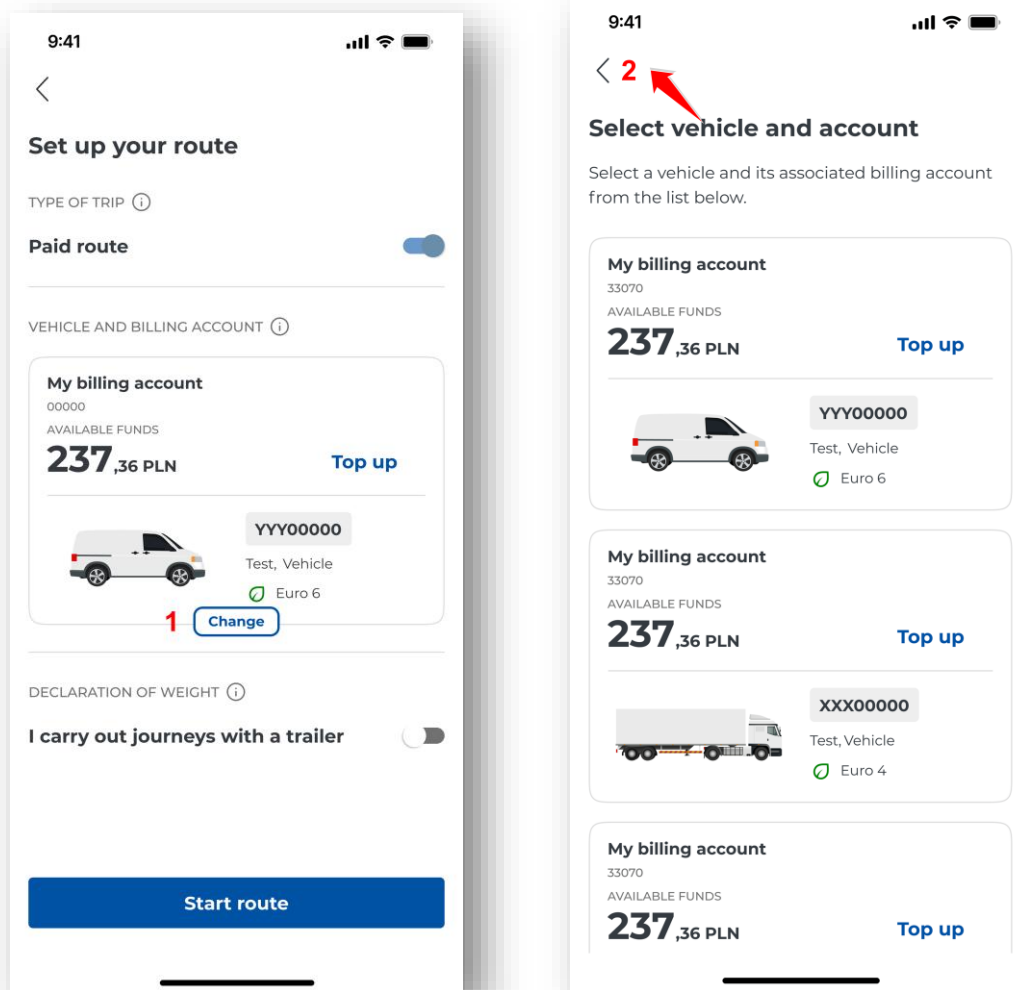 9:41
Set up your route
TYPE OF TRIP
Paid route
VEHICLE AND BILLING ACCOUNT
My billing account
00000
AVAILABLE FUNDS
237,36 PLN
Top up
YYY00000
Test, Vehicle
Euro 6
1
Change
DECLARATION OF WEIGHT
I carry out journeys with a trailer
Start route
9:41
2
Select vehicle and account
Select a vehicle and its associated billing account
from the list below.
My billing account
33070
AVAILABLE FUNDS
237,36 PLN
Top up
YYY00000
Test, Vehicle
Euro 6
My billing account
33070
AVAILABLE FUNDS
237,36 PLN
Top up
XXX00000
Test, Vehicle
Euro 4
My billing account
33070
AVAILABLE FUNDS
237,36 PLN
Top up